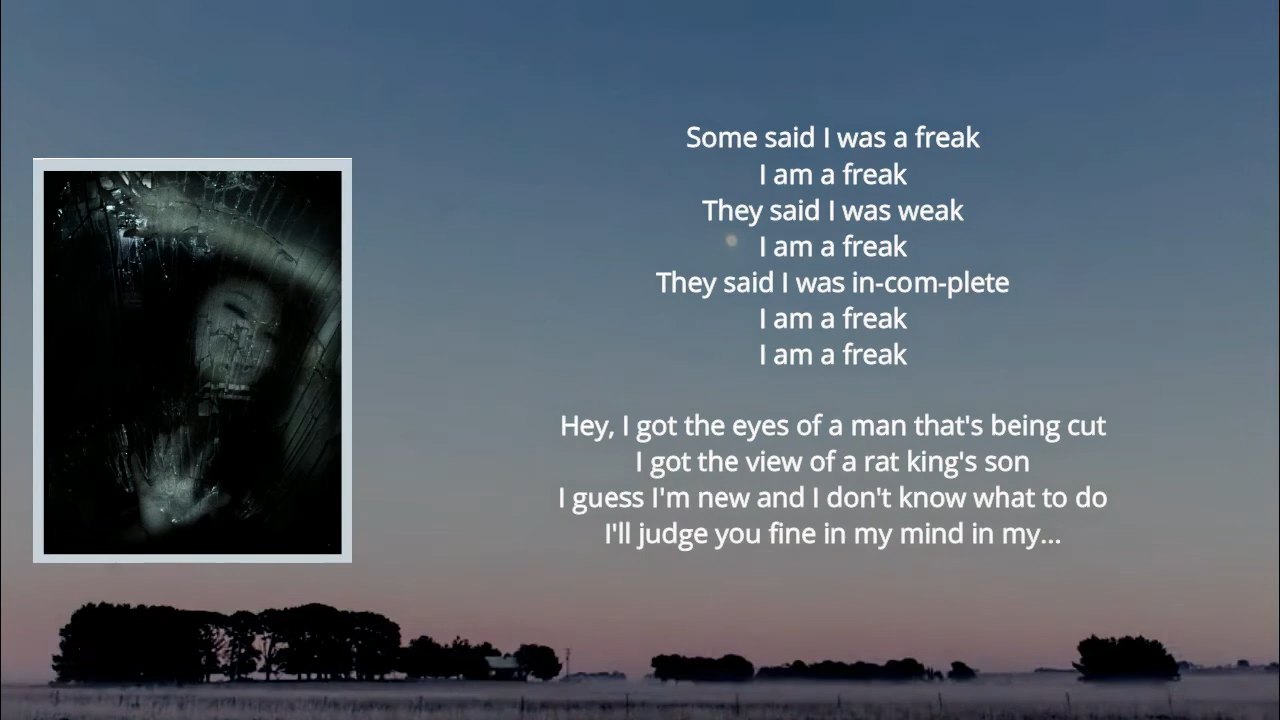 Some said I was a freak
I am a freak
They said I was weak
I am a freak
They said I was in-com-plete
I am a freak
I am a freak
Hey, I got the eyes of a man that's being cut
I got the view of a rat king's son
I guess I'm new and I don't know what to do
I'll judge you fine in my mind in my...